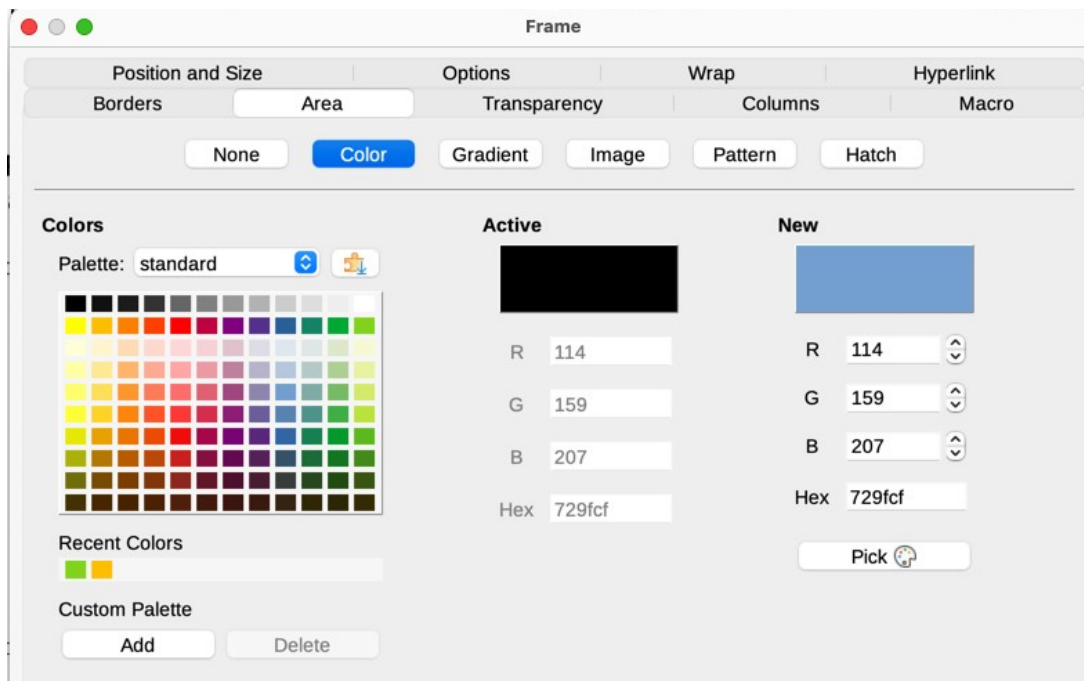 Frame
Position and Size Options Wrap Hyperlink
Borders Area Transparency Columns Macro
None Color Gradient Image Pattern Hatch
Colors
Palette: standard
Recent Colors
Custom Palette
Add Delete
Active
R 114
G 159
B 207
Hex 729fcf
New
R 114
G 159
B 207
Hex 729fcf
Pick